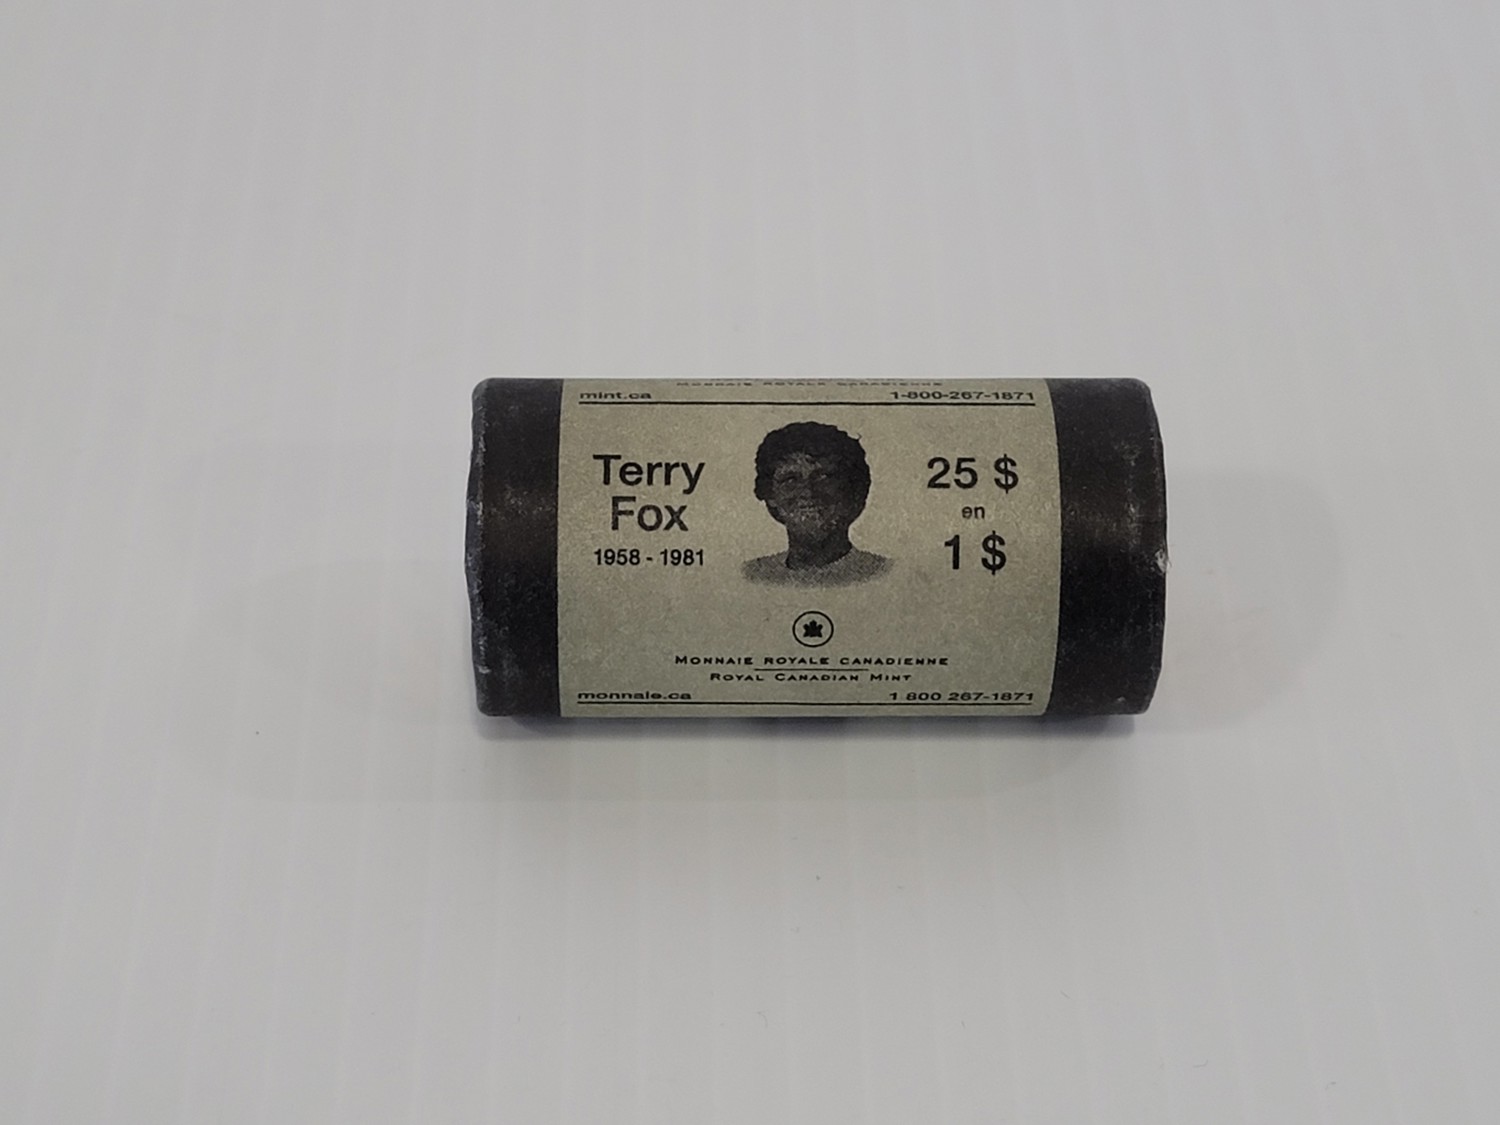 MONNAIE ROYALE CANADIENNE
mint.ca 1-800-267-1871
Terry
Fox
1958 - 1981
25 $
en
1 $
MONNAIE ROYALE CANADIENNE
ROYAL CANADIAN MINT
monnaie.ca 1 800 267-1871